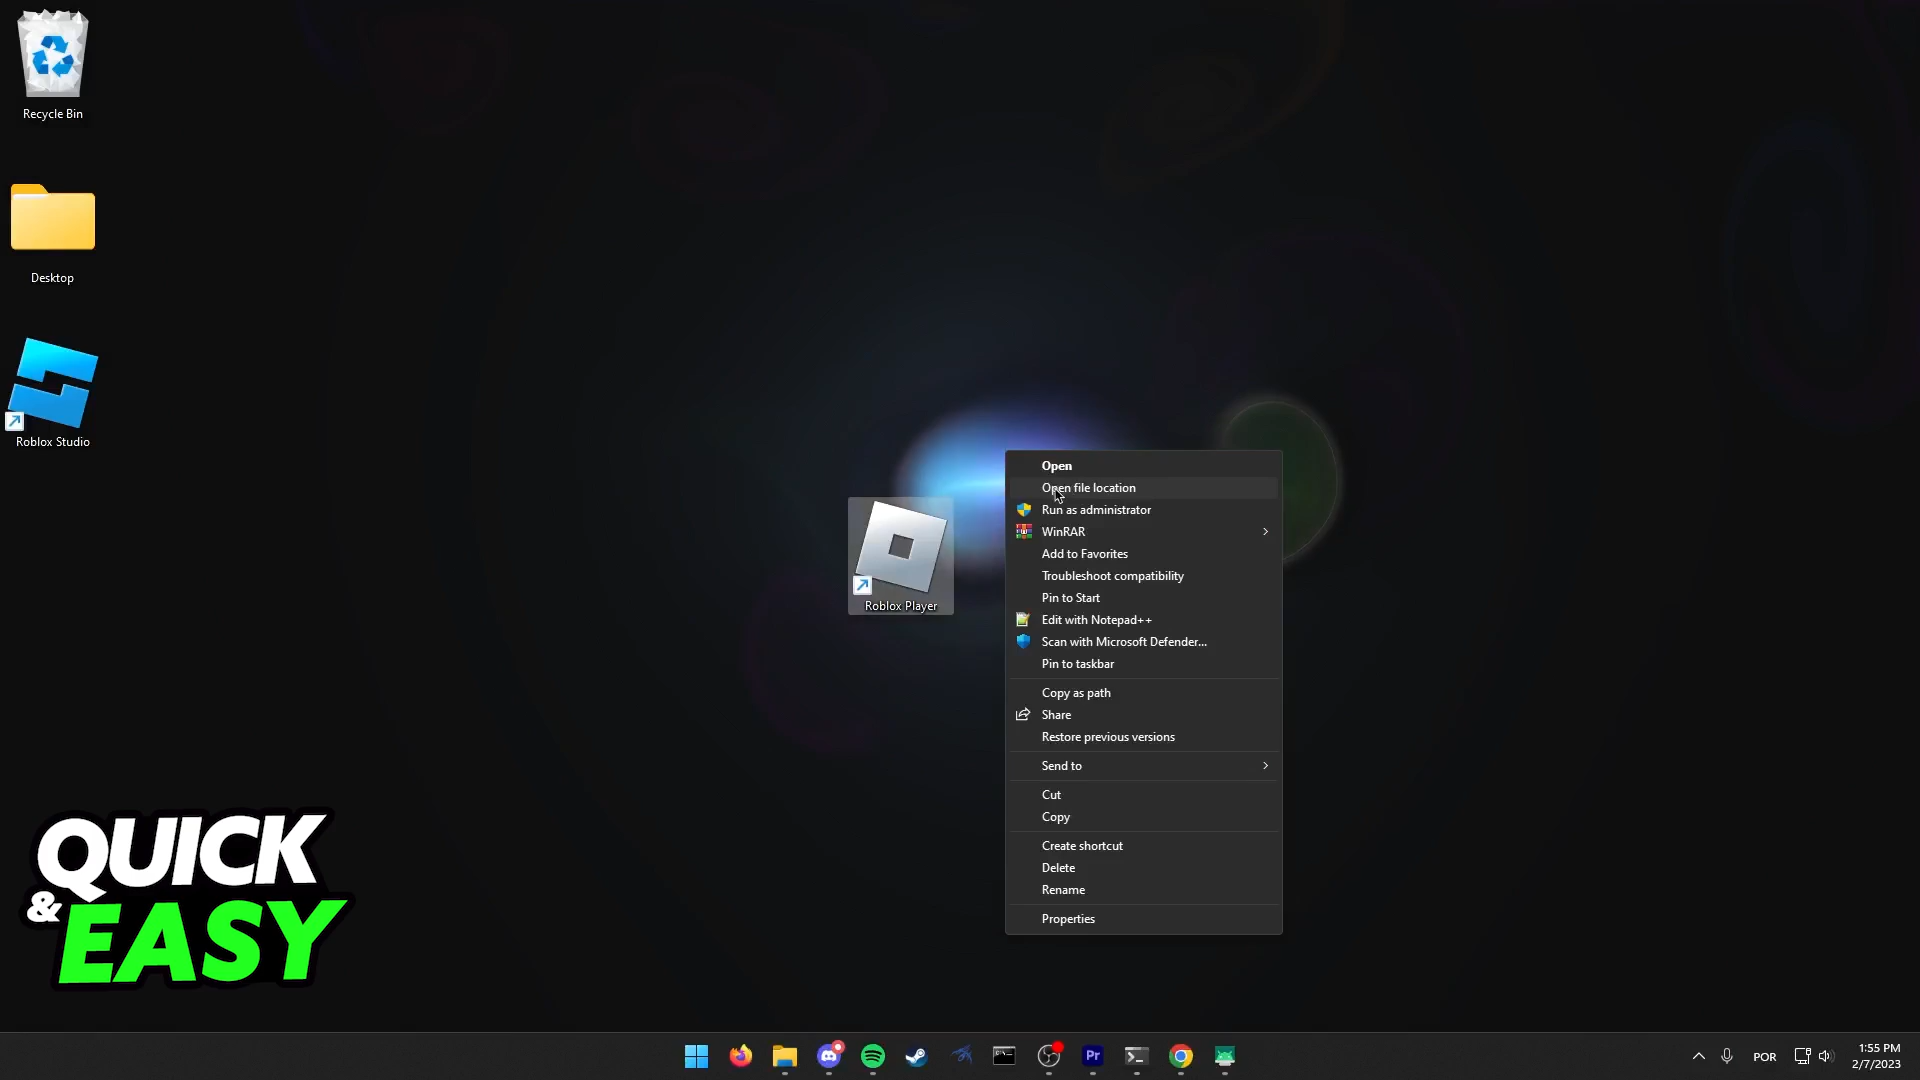 Recycle Bin
Desktop
Roblox Studio
Roblox Player
Open
Open file location
Run as administrator
WinRAR
Add to Favorites
Troubleshoot compatibility
Pin to Start
Edit with Notepad++
Scan with Microsoft Defender...
Pin to taskbar
Copy as path
Share
Restore previous versions
Send to
Cut
Copy
Create shortcut
Delete
Rename
Properties
QUICK
& EASY
Pr
POR
1:55 PM
2/7/2023